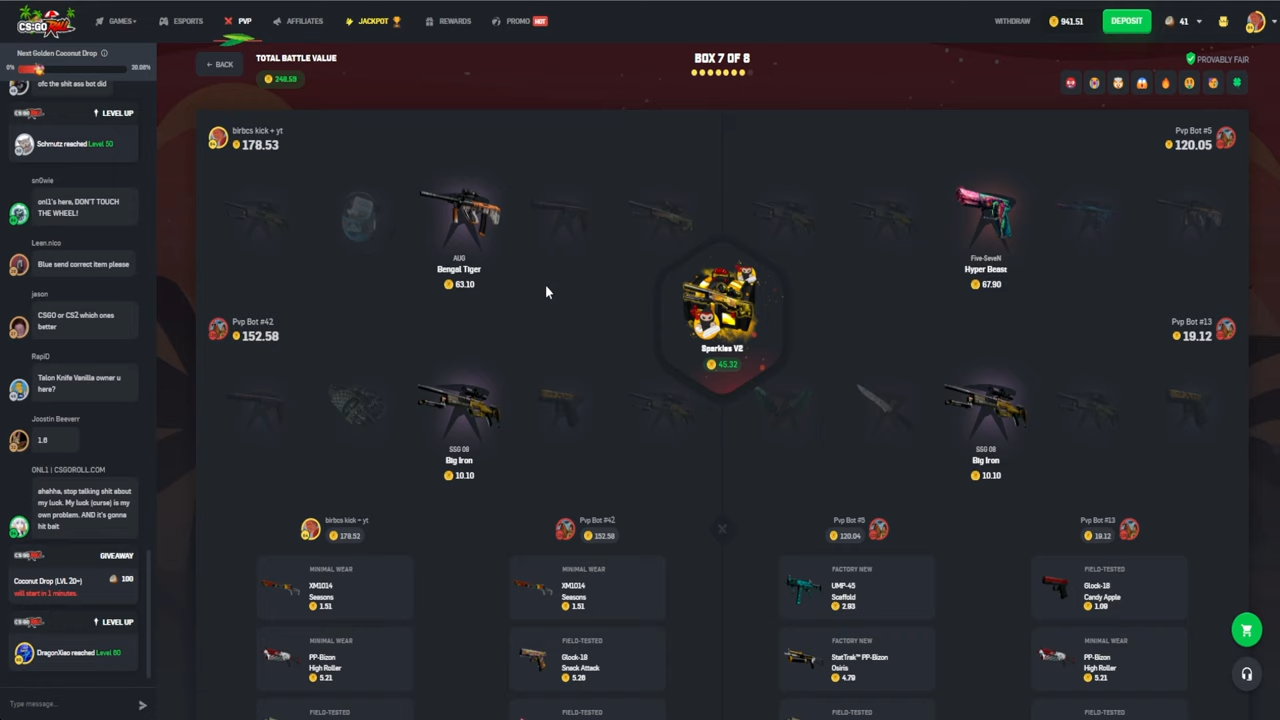 CS:GO ROLL
GAMES
ESPORTS
PVP
AFFILIATES
JACKPOT
REWARDS
PROMO HOT
WITHDRAW
941.51
DEPOSIT
41
Next Golden Coconut Drop
0%
ofc the shit ass bot did
LEVEL UP
Schmutz reached Level 50
sn0wie
onl1's here, DON'T TOUCH
THE WHEEL!
Lean.nico
Blue send correct item please
jason
CSGO or CS2 which ones
better
RapiD
Talon Knife Vanilla owner u
here?
Joostin Beeverr
1.6
ONL1 | CSGOROLL.COM
ahahha, stop talking shit about
my luck. My luck (curse) is my
own problem. AND it's gonna
hit bait
GIVEAWAY
Coconut Drop (LVL 20+)
100
will start in 1 minutes.
LEVEL UP
DragonXiao reached Level 80
Type message...
← BACK
TOTAL BATTLE VALUE
248.59
BOX 7 OF 8
PROVABLY FAIR
birbcs kick + yt
178.53
Pvp Bot #5
120.05
AUG
Bengal Tiger
63.10
Five-SeveN
Hyper Beast
67.90
Sparkles V2
45.32
Pvp Bot #42
152.58
Pvp Bot #13
19.12
SSG 08
Big Iron
10.10
SSG 08
Big Iron
10.10
birbcs kick + yt
178.52
Pvp Bot #42
152.58
Pvp Bot #5
120.04
Pvp Bot #13
19.12
MINIMAL WEAR
XM1014
Seasons
1.51
MINIMAL WEAR
XM1014
Seasons
1.51
FACTORY NEW
UMP-45
Scaffold
2.93
FIELD-TESTED
Glock-18
Candy Apple
1.09
MINIMAL WEAR
PP-Bizon
High Roller
5.21
FIELD-TESTED
Glock-18
Snack Attack
5.26
FACTORY NEW
StatTrak™ PP-Bizon
Osiris
4.79
MINIMAL WEAR
PP-Bizon
High Roller
5.21
FIELD-TESTED
FIELD-TESTED
FIELD-TESTED
FIELD-TESTED